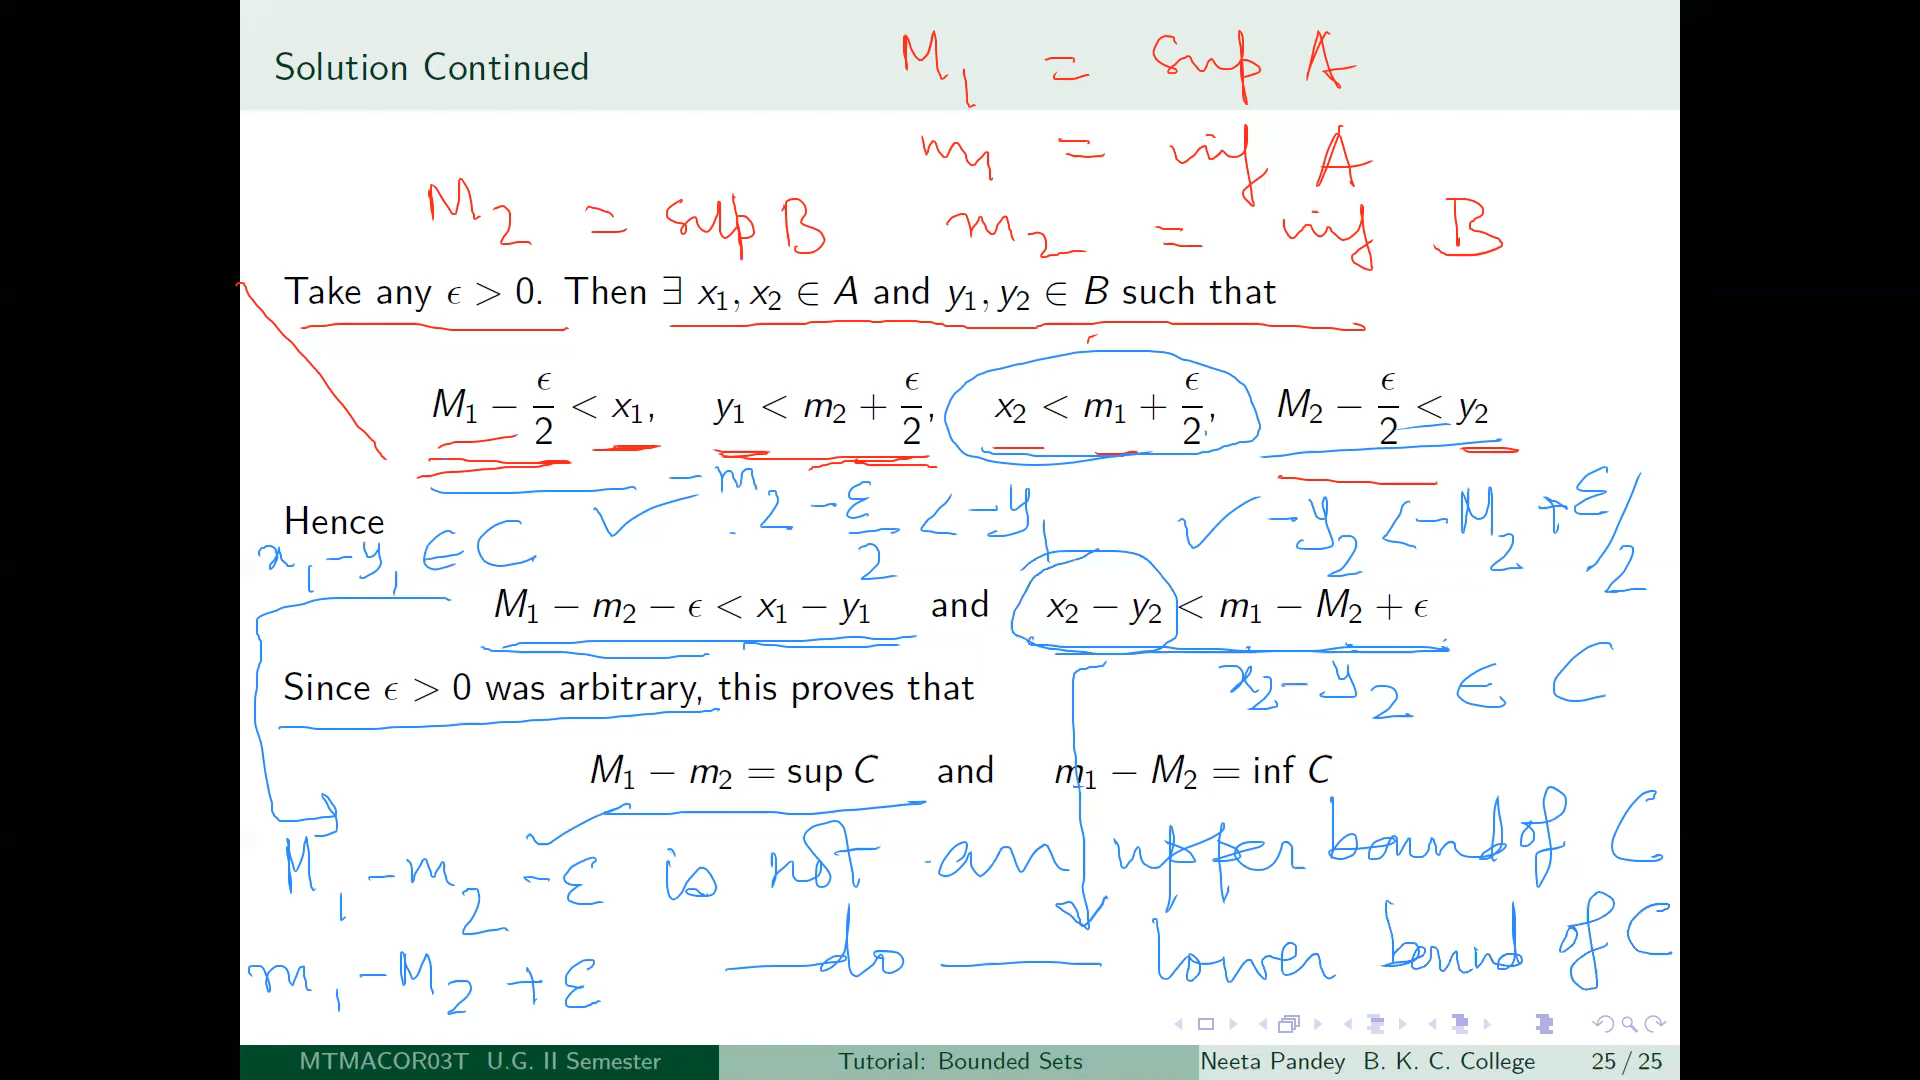 Solution Continued
M₁ = sup A
m₁ = inf A
M₂ = sup B m₂ = inf B
Take any ϵ > 0. Then ∃ x₁, x₂ ∈ A and y₁, y₂ ∈ B such that
M₁ − ϵ/2 < x₁, y₁ < m₂ + ϵ/2, x₂ < m₁ + ϵ/2, M₂ − ϵ/2 < y₂
✓ −m₂ − ε/2 < −y₁ ✓ −y₂ < −M₂ + ε/2
Hence
x₁ − y₁ ∈ C
M₁ − m₂ − ϵ < x₁ − y₁ and x₂ − y₂ < m₁ − M₂ + ϵ
Since ϵ > 0 was arbitrary, this proves that
x₂ − y₂ ∈ C
M₁ − m₂ = sup C and m₁ − M₂ = inf C
M₁ − m₂ − ε is not an upper bound of C
m₁ − M₂ + ε — do — lower bound of C
MTMACOR03T U.G. II Semester Tutorial: Bounded Sets Neeta Pandey B. K. C. College 25 / 25